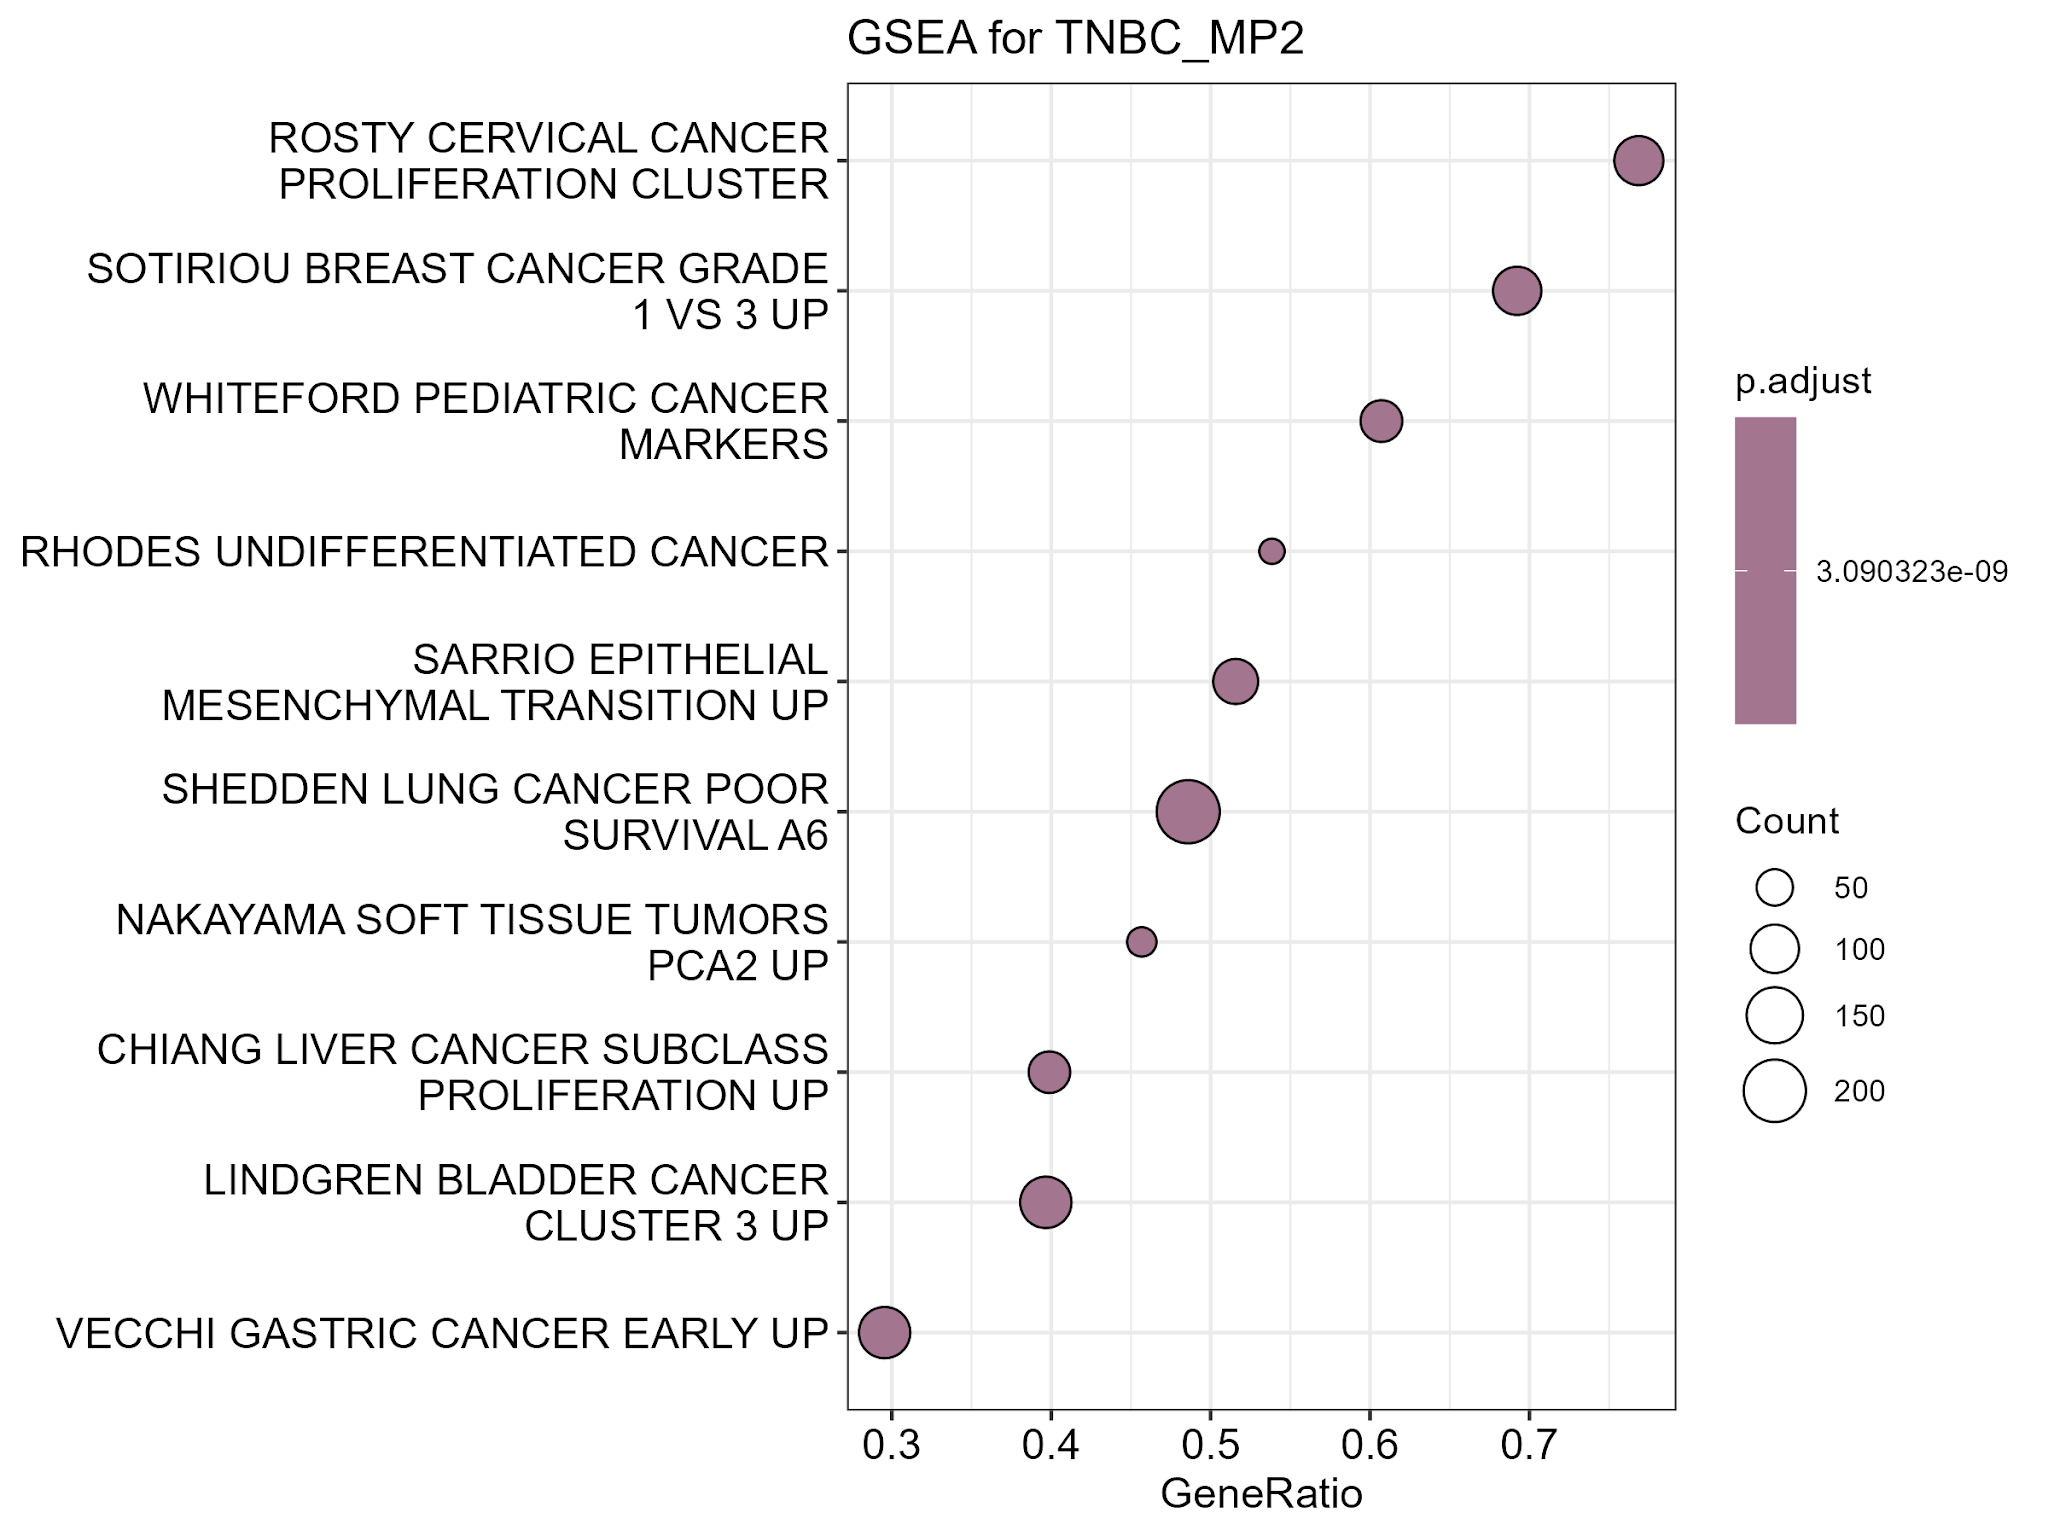 GSEA for TNBC_MP2
ROSTY CERVICAL CANCER
PROLIFERATION CLUSTER
SOTIRIOU BREAST CANCER GRADE
1 VS 3 UP
WHITEFORD PEDIATRIC CANCER
MARKERS
RHODES UNDIFFERENTIATED CANCER
SARRIO EPITHELIAL
MESENCHYMAL TRANSITION UP
SHEDDEN LUNG CANCER POOR
SURVIVAL A6
NAKAYAMA SOFT TISSUE TUMORS
PCA2 UP
CHIANG LIVER CANCER SUBCLASS
PROLIFERATION UP
LINDGREN BLADDER CANCER
CLUSTER 3 UP
VECCHI GASTRIC CANCER EARLY UP
0.3 0.4 0.5 0.6 0.7
GeneRatio
p.adjust
3.090323e-09
Count
50
100
150
200